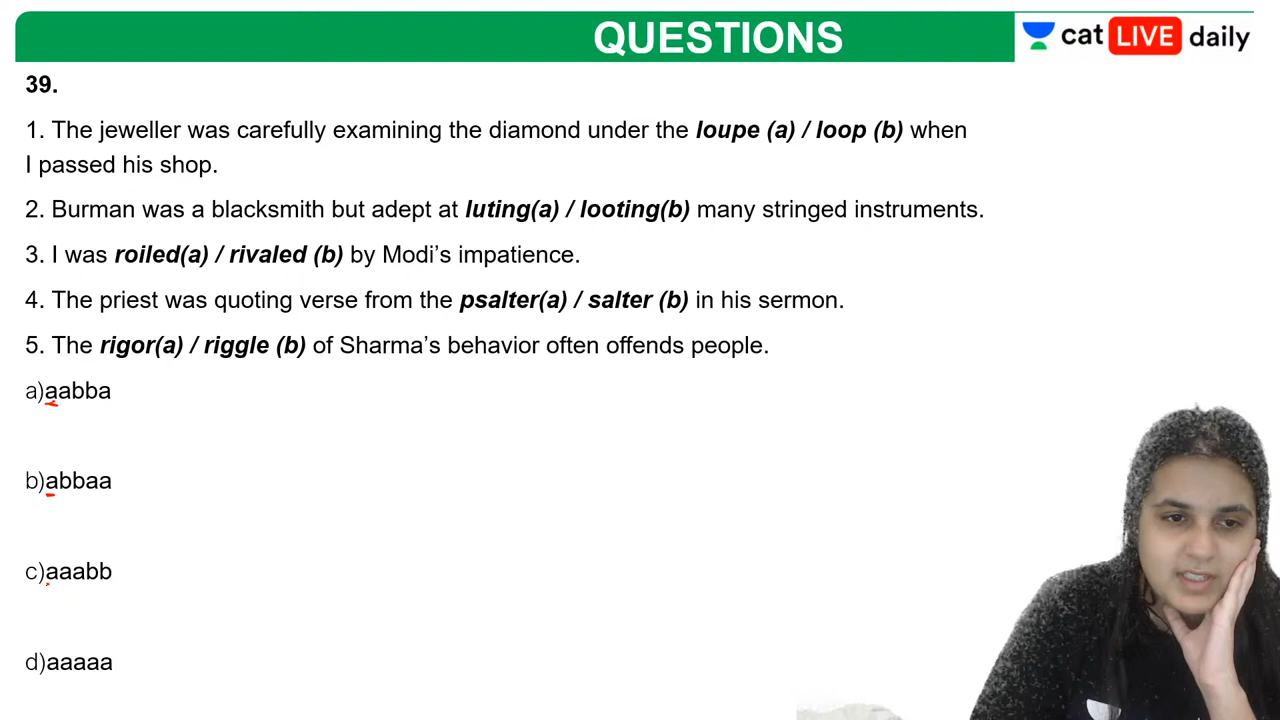 QUESTIONS
cat LIVE daily
39.
1. The jeweller was carefully examining the diamond under the loupe (a) / loop (b) when
I passed his shop.
2. Burman was a blacksmith but adept at luting(a) / looting(b) many stringed instruments.
3. I was roiled(a) / rivaled (b) by Modi’s impatience.
4. The priest was quoting verse from the psalter(a) / salter (b) in his sermon.
5. The rigor(a) / riggle (b) of Sharma’s behavior often offends people.
a)aabba
b)abbaa
c)aaabb
d)aaaaa